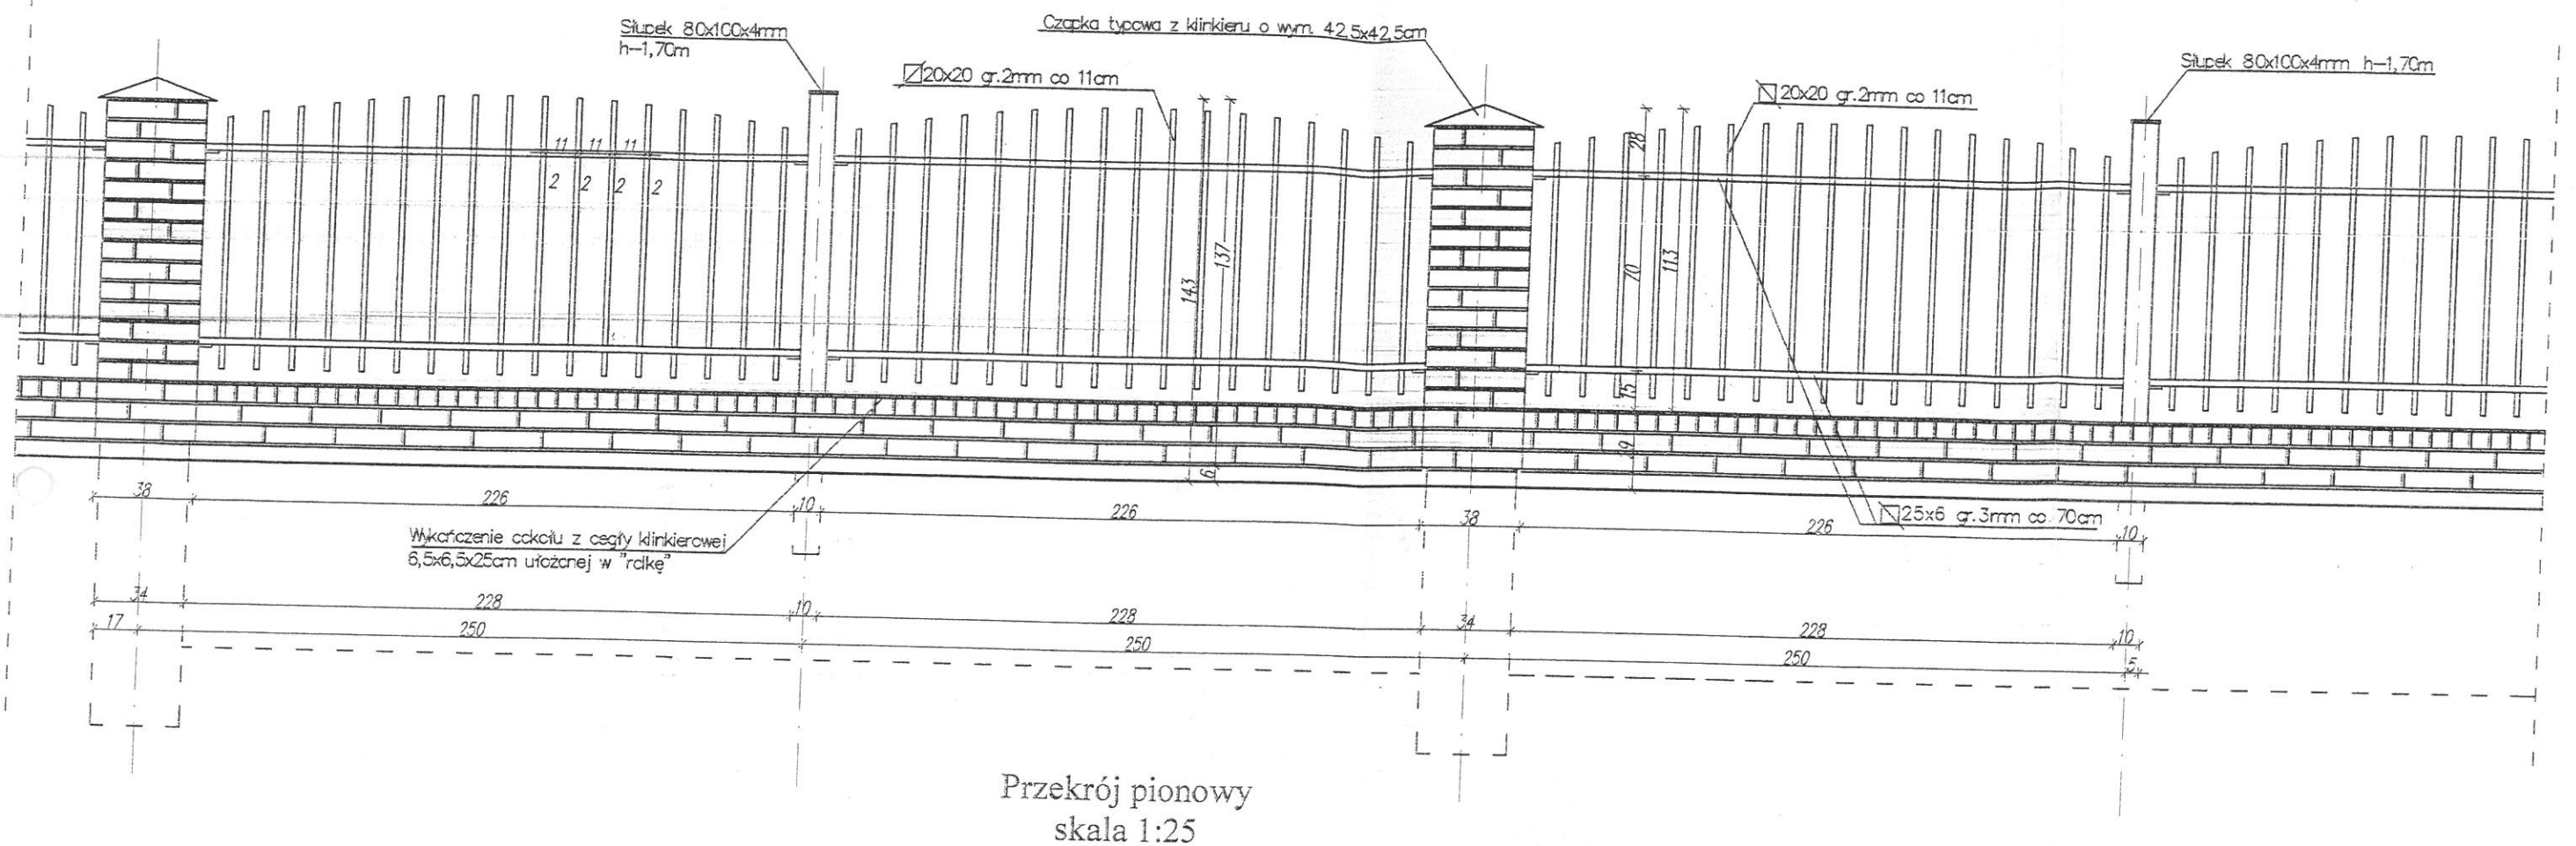 Słupek 80x100x4mm
h-1,70m
Czapka typowa z klinkieru o wym. 42,5x42,5cm
20x20 gr.2mm co 11cm
20x20 gr.2mm co 11cm
Słupek 80x100x4mm h-1,70m
11 11 11
2 2 2 2
28
137
143
70
113
15
39
6
38
226
10
226
38
226
10
25x6 gr.3mm co 70cm
Wykończenie cokołu z cegły klinkierowej
6,5x6,5x25cm ułożonej w "rolkę"
34
228
10
228
34
228
10
17
250
250
250
5
Przekrój pionowy
skala 1:25